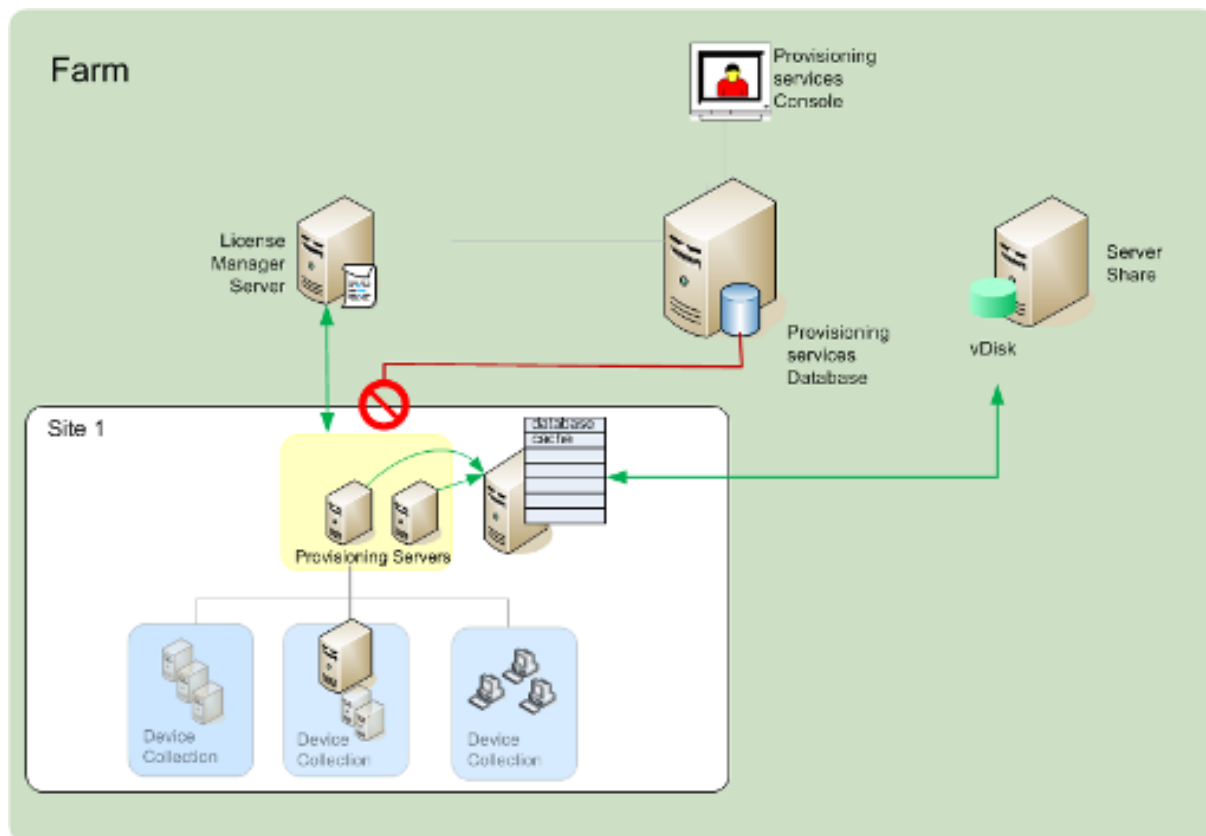 Farm
Provisioning
services
Console
License
Manager
Server
Server
Share
vDisk
Provisioning
services
Database
Site 1
database
cache
Provisioning Servers
Device
Collection
Device
Collection
Device
Collection